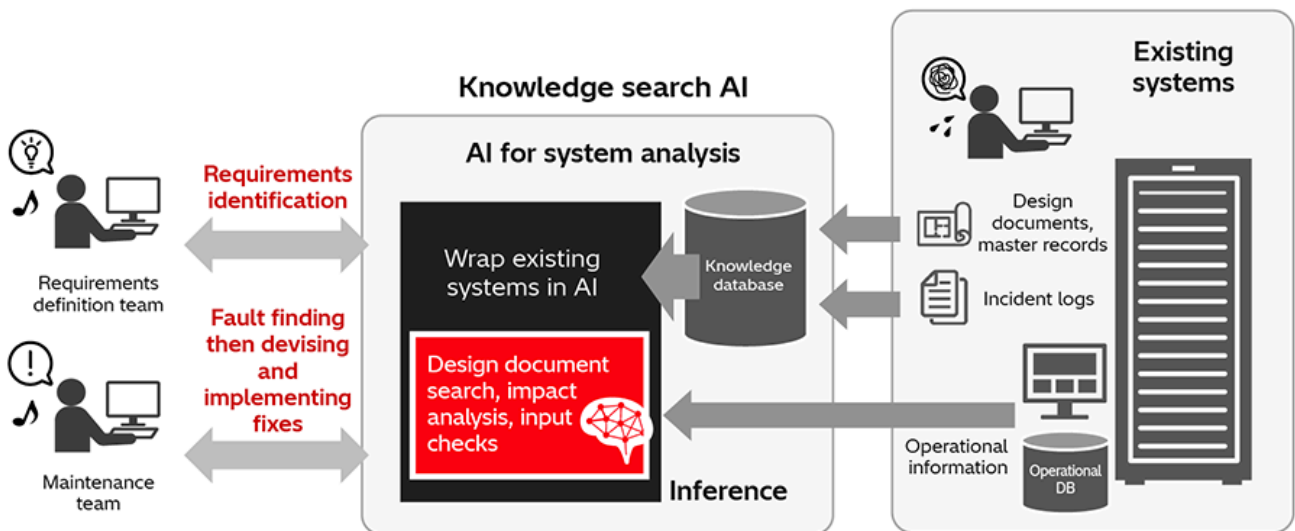 Existing
systems
Knowledge search AI
AI for system analysis
Requirements
identification
Requirements
definition team
Wrap existing
systems in AI
Knowledge
database
Design
documents,
master records
Incident logs
Fault finding
then devising
and
implementing
fixes
Maintenance
team
Design document
search, impact
analysis, input
checks
Inference
Operational
information
Operational
DB